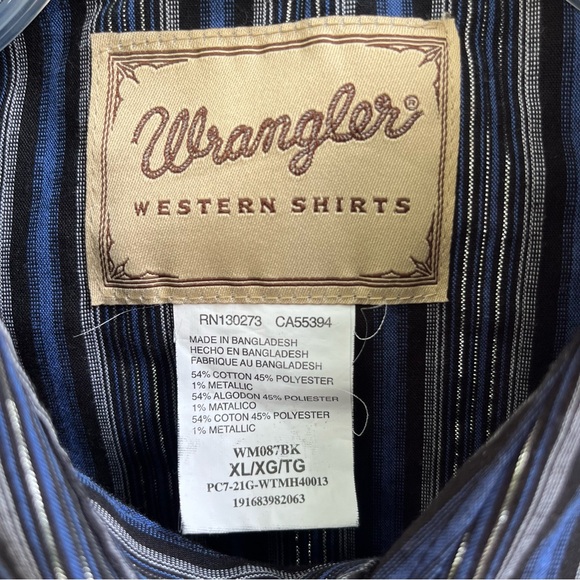 Wrangler®
WESTERN SHIRTS
RN130273 CA55394
MADE IN BANGLADESH
HECHO EN BANGLADESH
FABRIQUE AU BANGLADESH
54% COTTON 45% POLYESTER
1% METALLIC
54% ALGODON 45% POLIESTER
1% MATALICO
54% COTON 45% POLYESTER
1% METALLIC
WM087BK
XL/XG/TG
PC7-21G-WTMH40013
191683982063